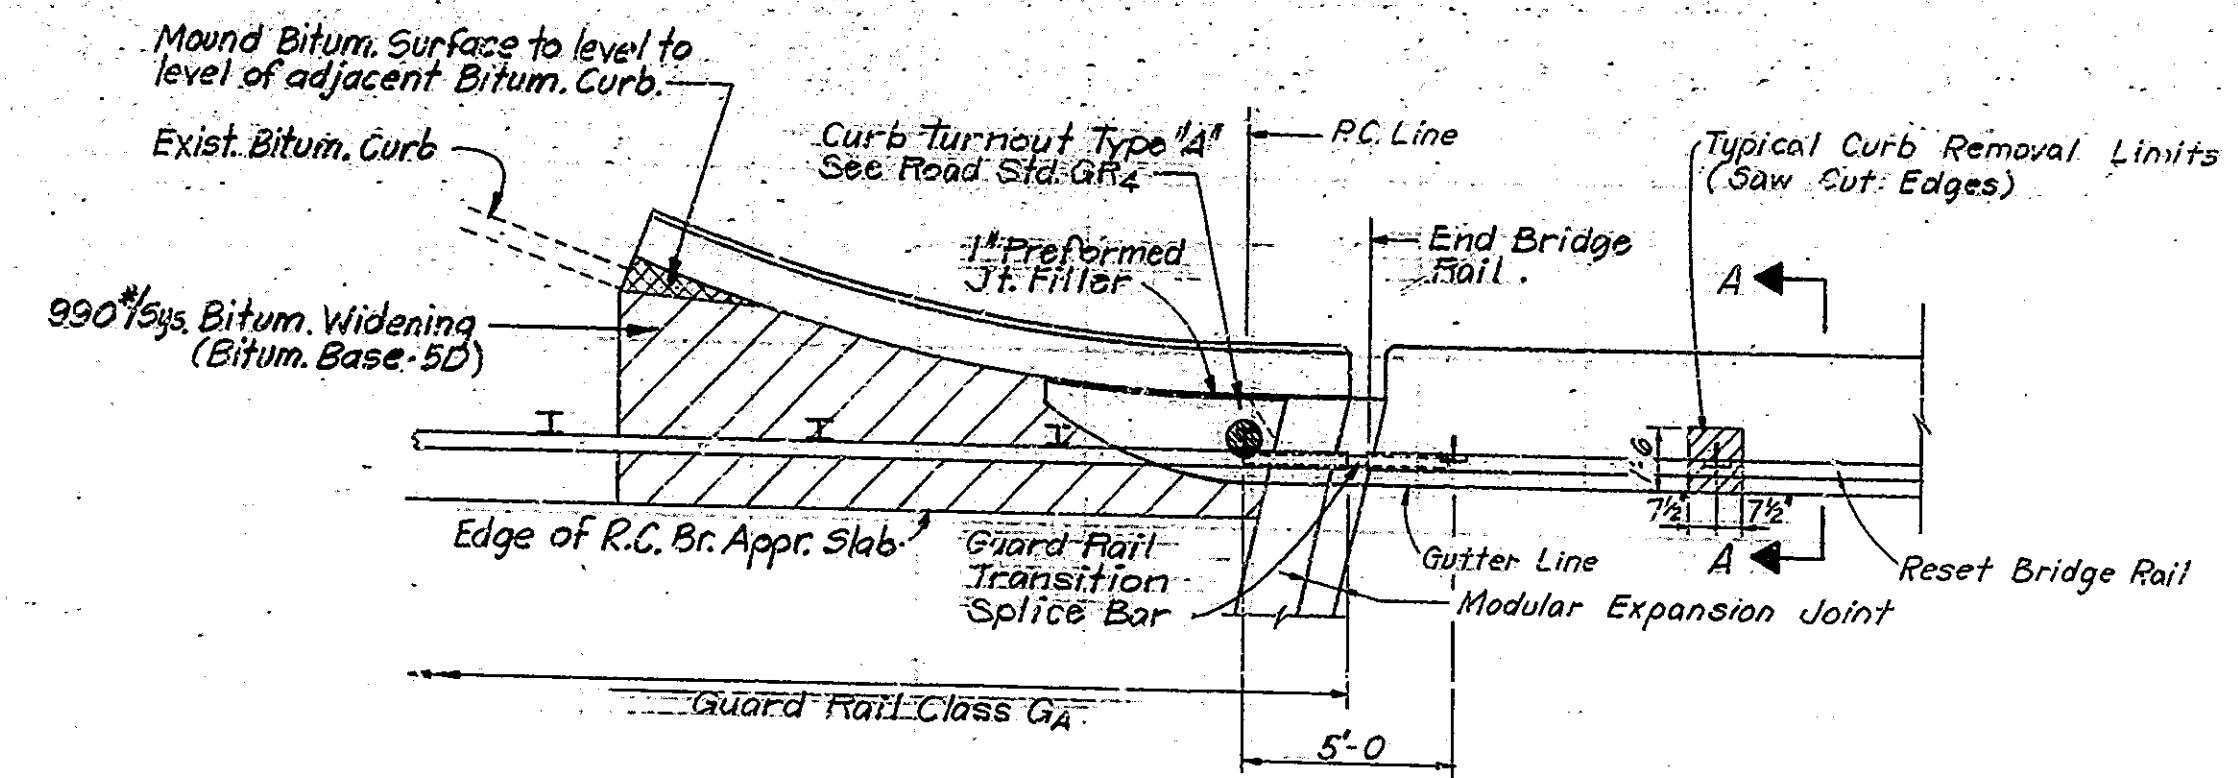 Mound Bitum. Surface to level to
level of adjacent Bitum. Curb.
Exist. Bitum. Curb
990#/Sys. Bitum. Widening
(Bitum. Base-5D)
Curb Turnout Type "A"
See Road Std. GR4
P.C. Line
1" Preformed
Jt. Filler
End Bridge
Rail.
Typical Curb Removal Limits
(Saw Cut Edges)
A
1'-6
7½"
7½"
A
Edge of R.C. Br. Appr. Slab
Guard Rail
Transition
Splice Bar
Gutter Line
Modular Expansion Joint
Reset Bridge Rail
Guard Rail Class GA
5'-0